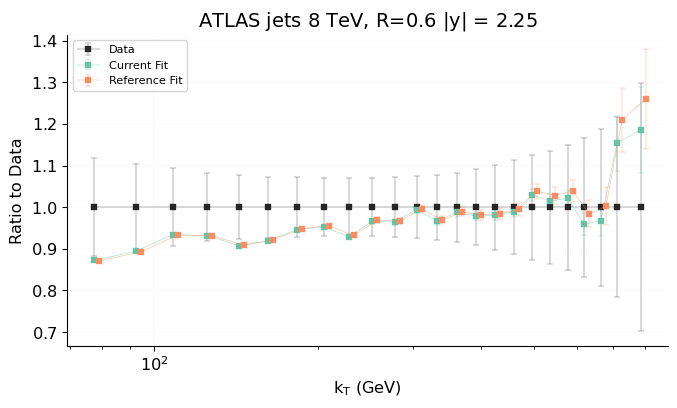 ATLAS jets 8 TeV, R=0.6 |y| = 2.25
Data
Current Fit
Reference Fit
Ratio to Data
1.4
1.3
1.2
1.1
1.0
0.9
0.8
0.7
10²
k_T (GeV)